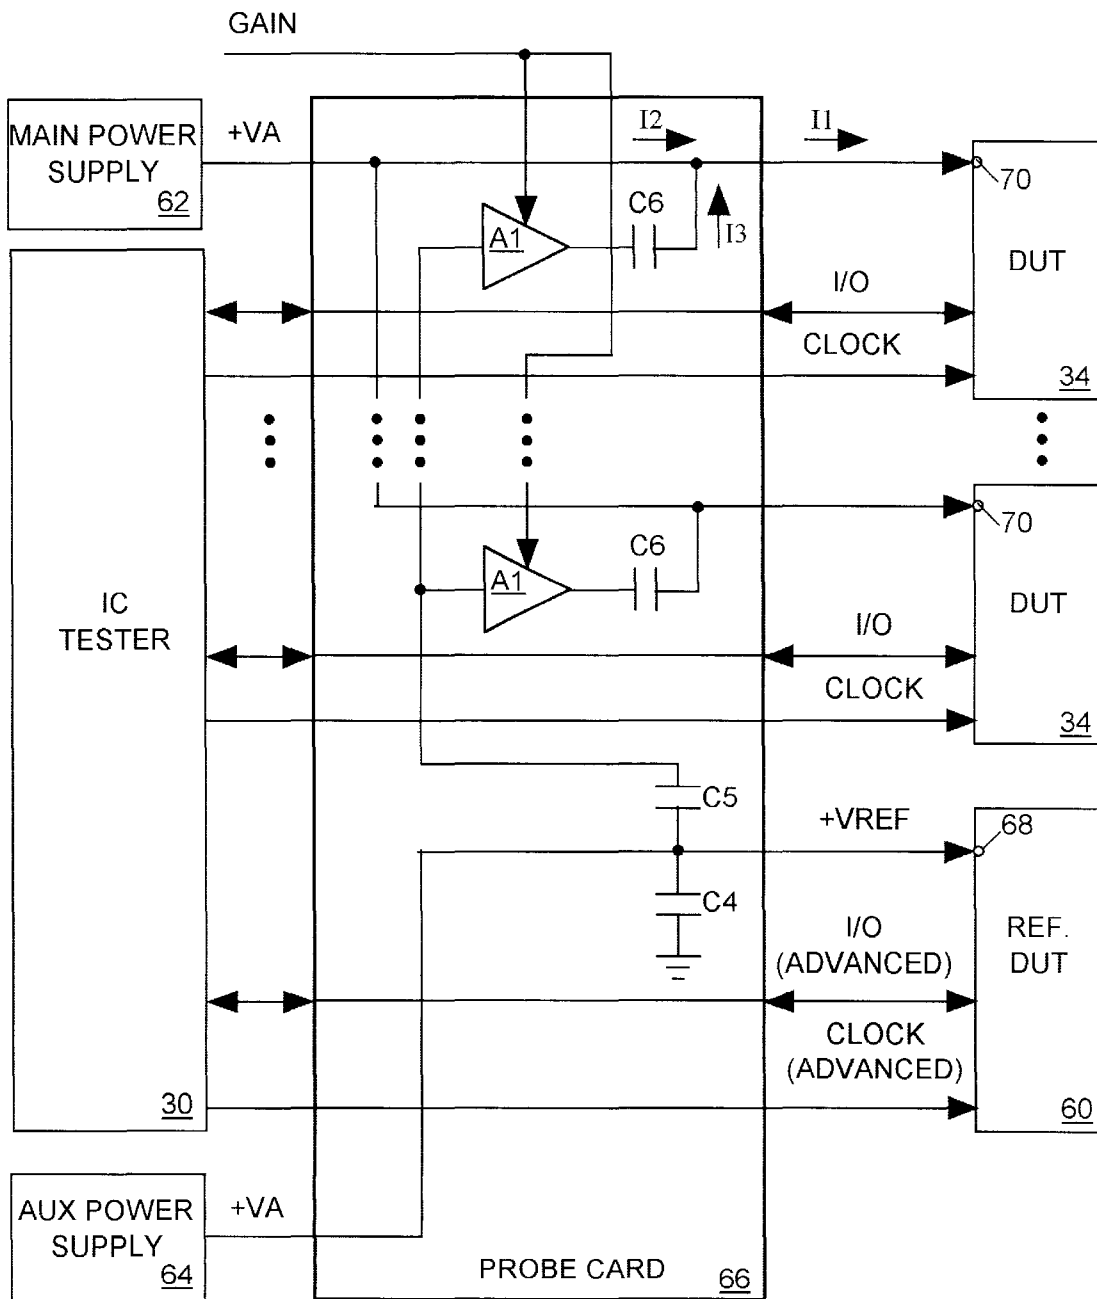 GAIN
MAIN POWER
SUPPLY
62
+VA
I2
I1
70
A1
C6
I3
DUT
I/O
CLOCK
34
70
A1
C6
DUT
IC
TESTER
I/O
CLOCK
34
C5
+VREF
68
C4
I/O
(ADVANCED)
REF.
DUT
CLOCK
(ADVANCED)
30
60
AUX POWER
SUPPLY
64
+VA
PROBE CARD
66